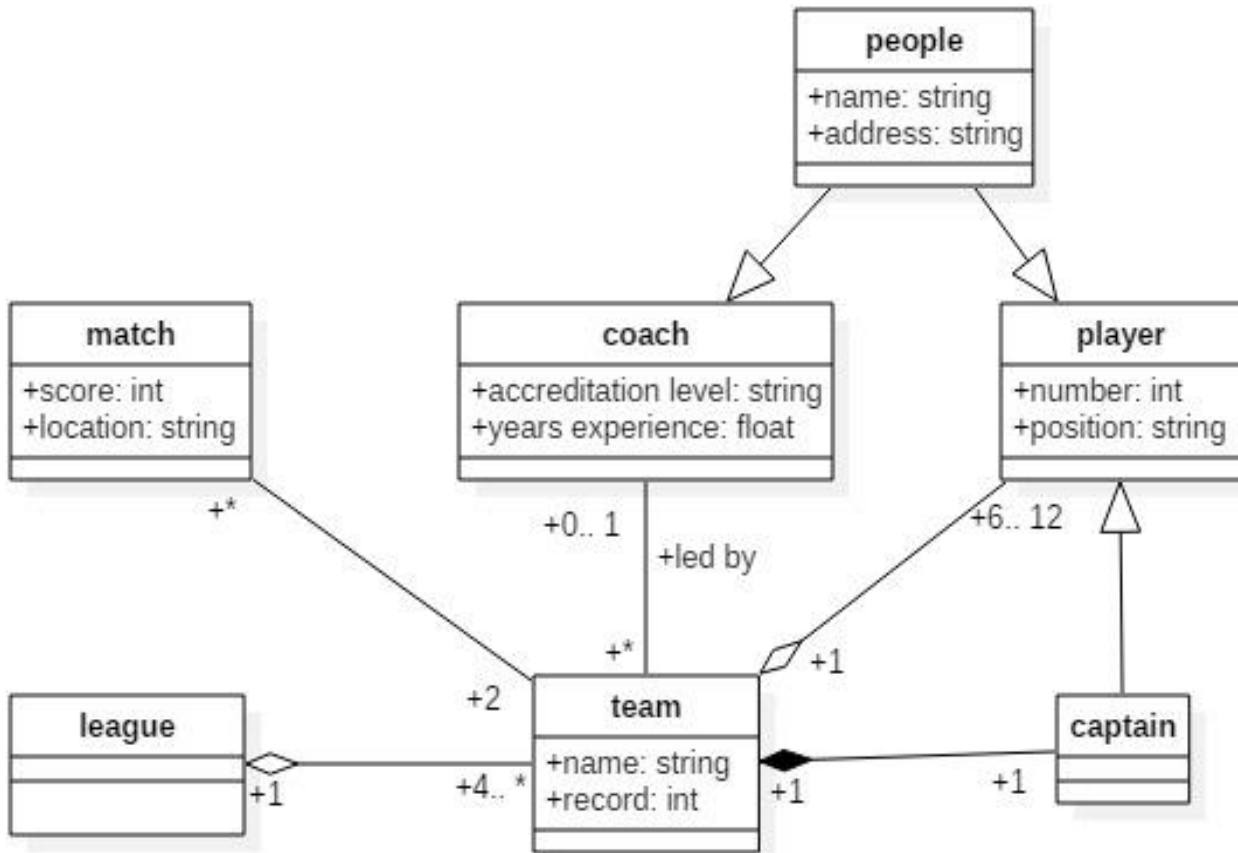 people
+name: string
+address: string
match
+score: int
+location: string
coach
+accreditation level: string
+years experience: float
player
+number: int
+position: string
+*
+0.. 1
+6.. 12
+led by
+*
+1
+2
league
team
+name: string
+record: int
captain
+1
+4.. *
+1
+1